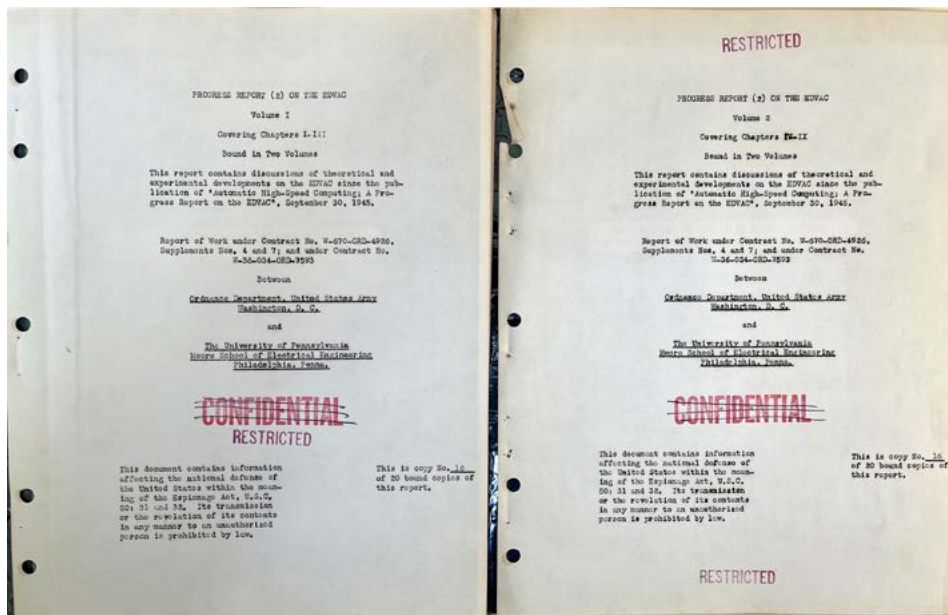 PROGRESS REPORT (2) ON THE EDVAC
Volume I
Covering Chapters I-III
Bound in Two Volumes
This report contains discussions of theoretical and
experimental developments on the EDVAC since the pub-
lication of "Automatic High-Speed Computing; A Pro-
gress Report on the EDVAC", September 30, 1945.
Report of Work under Contract No. W-670-ORD-4926,
Supplements Nos. 4 and 7; and under Contract No.
W-36-034-ORD-7593
Between
Ordnance Department, United States Army
Washington, D. C.
and
The University of Pennsylvania
Moore School of Electrical Engineering
Philadelphia, Penna.
CONFIDENTIAL
RESTRICTED
This document contains information
affecting the national defense of
the United States within the mean-
ing of the Espionage Act, U.S.C.
50: 31 and 32. Its transmission
or the revelation of its contents
in any manner to an unauthorized
person is prohibited by law.
This is copy No. 16
of 20 bound copies of
this report.
RESTRICTED
PROGRESS REPORT (2) ON THE EDVAC
Volume 2
Covering Chapters IV-IX
Bound in Two Volumes
This report contains discussions of theoretical and
experimental developments on the EDVAC since the pub-
lication of "Automatic High-Speed Computing; A Pro-
gress Report on the EDVAC", September 30, 1945.
Report of Work under Contract No. W-670-ORD-4926,
Supplements Nos. 4 and 7; and under Contract No.
W-36-034-ORD-7593
Between
Ordnance Department, United States Army
Washington, D. C.
and
The University of Pennsylvania
Moore School of Electrical Engineering
Philadelphia, Penna.
CONFIDENTIAL
This document contains information
affecting the national defense of
the United States within the mean-
ing of the Espionage Act, U.S.C.
50: 31 and 32. Its transmission
or the revelation of its contents
in any manner to an unauthorized
person is prohibited by law.
This is copy No. 16
of 20 bound copies of
this report.
RESTRICTED